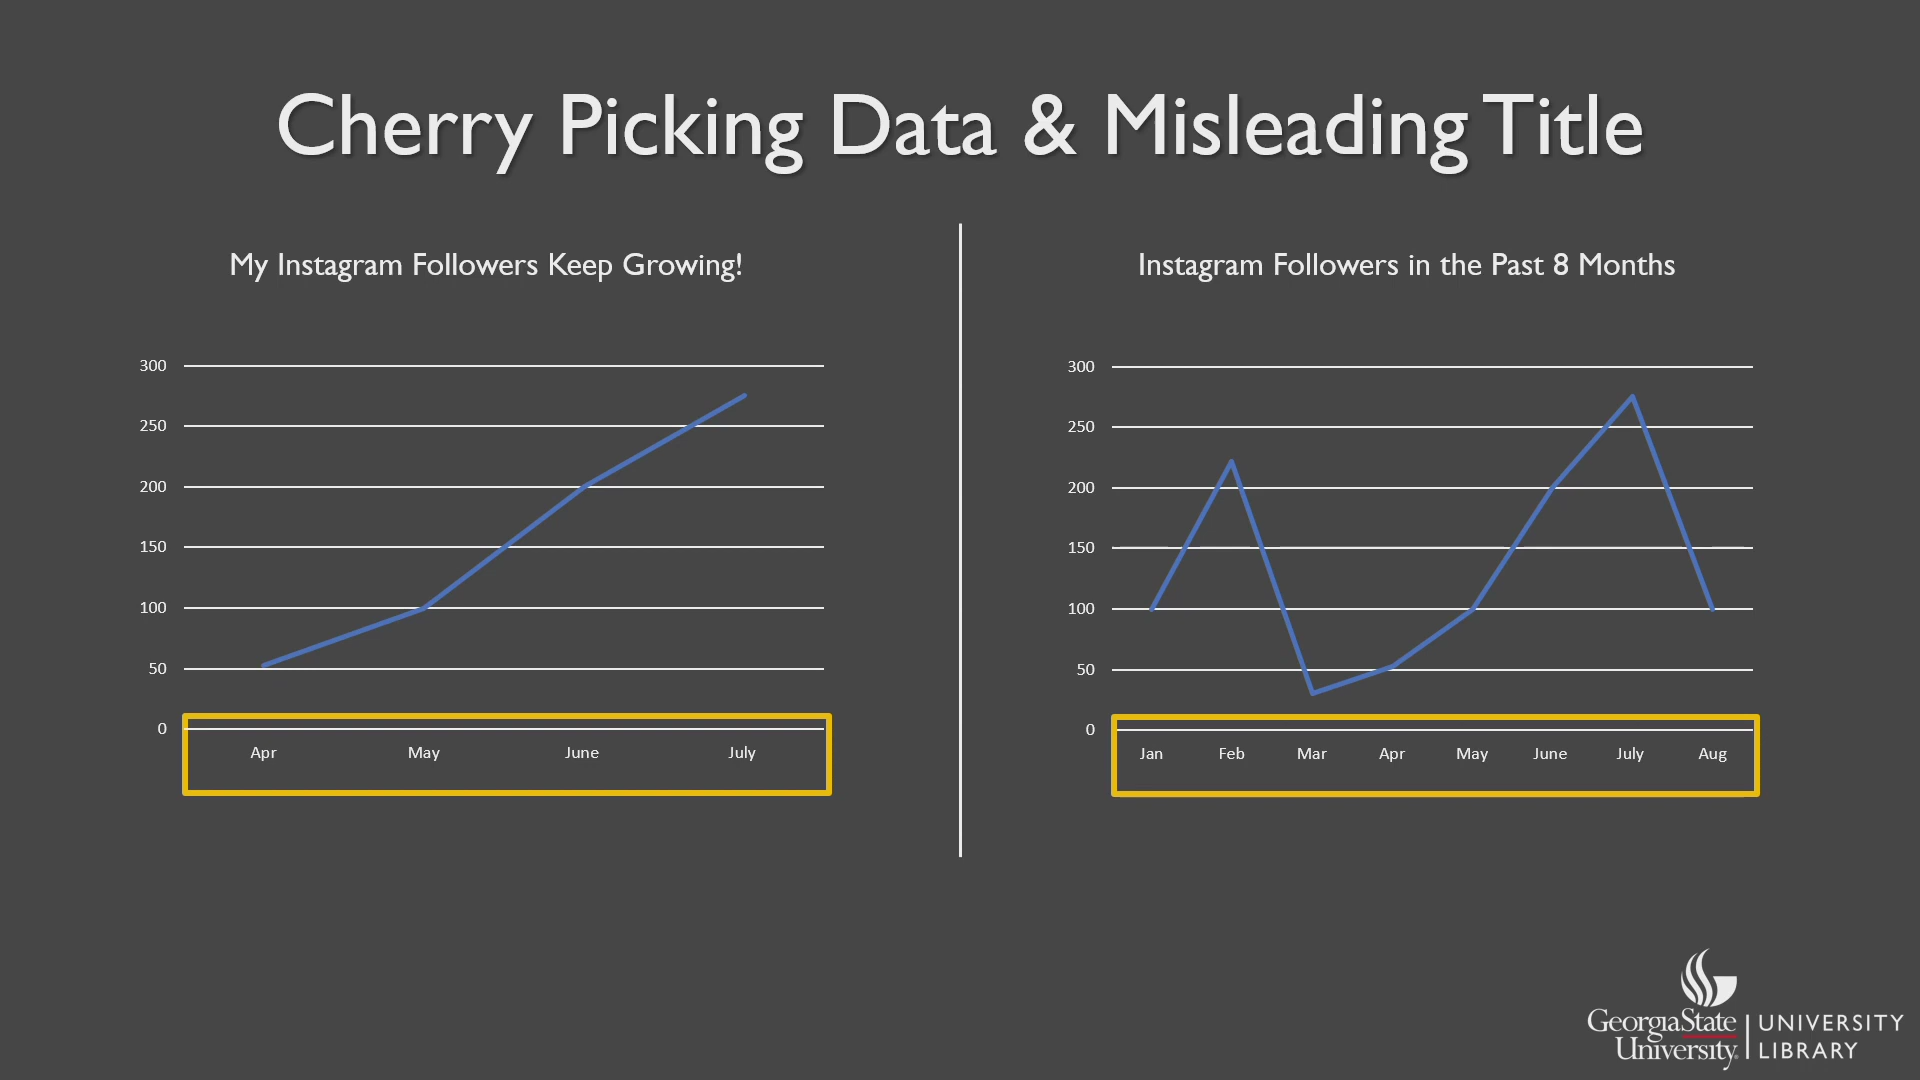 Cherry Picking Data & Misleading Title
My Instagram Followers Keep Growing!
300
250
200
150
100
50
0
Apr May June July
Instagram Followers in the Past 8 Months
300
250
200
150
100
50
0
Jan Feb Mar Apr May June July Aug
GeorgiaState
University
UNIVERSITY
LIBRARY